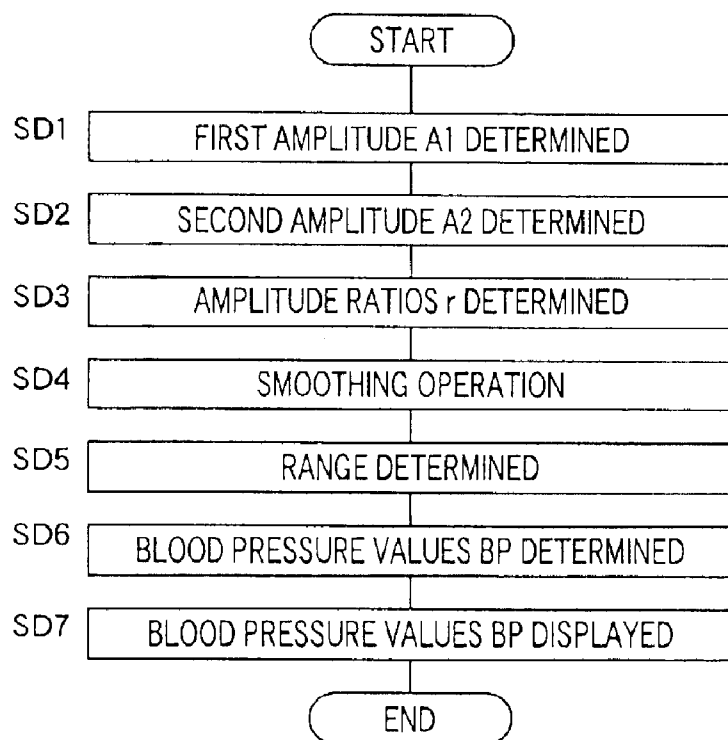 START
SD1 FIRST AMPLITUDE A1 DETERMINED
SD2 SECOND AMPLITUDE A2 DETERMINED
SD3 AMPLITUDE RATIOS r DETERMINED
SD4 SMOOTHING OPERATION
SD5 RANGE DETERMINED
SD6 BLOOD PRESSURE VALUES BP DETERMINED
SD7 BLOOD PRESSURE VALUES BP DISPLAYED
END